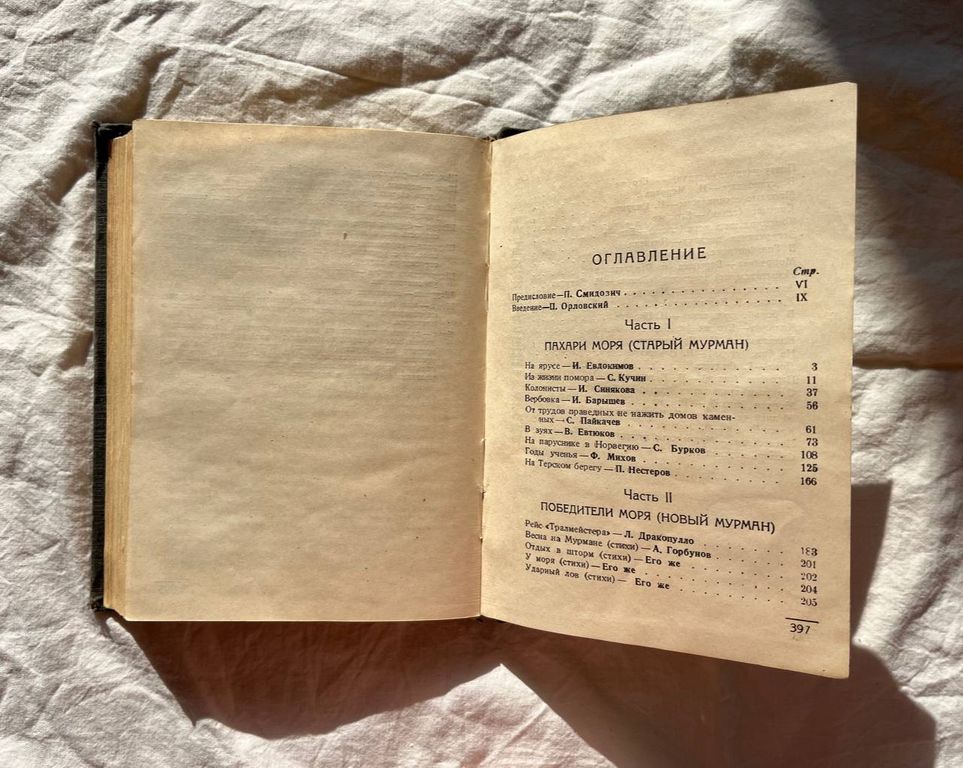 ОГЛАВЛЕНИЕ
Стр.
Предисловие—П. Смидович . . . . . . . . . . . . . . VI
Введение—П. Орловский . . . . . . . . . . . . . . IX
Часть I
ПАХАРИ МОРЯ (СТАРЫЙ МУРМАН)
На ярусе—И. Евдокимов . . . . . . . . . . . . . . 3
Из жизни помора—С. Кучин . . . . . . . . . . . . . . 11
Колонисты—И. Синякова . . . . . . . . . . . . . . 37
Вербовка—И. Барышев . . . . . . . . . . . . . . 56
От трудов праведных не нажить домов камен-
ных—С. Пайкачев . . . . . . . . . . . . . . 61
В зуях—В. Евтюков . . . . . . . . . . . . . . 73
На паруснике в Норвегию—С. Бурков . . . . . . . . . . 108
Годы ученья—Ф. Михов . . . . . . . . . . . . . . 125
На Терском берегу—П. Нестеров . . . . . . . . . . . . 166
Часть II
ПОБЕДИТЕЛИ МОРЯ (НОВЫЙ МУРМАН)
Рейс «Тралмейстера»—Л. Дракопулло . . . . . . . . . . 183
Весна на Мурмане (стихи)—А. Горбунов . . . . . . . . 201
Отдых в шторм (стихи)—Его же . . . . . . . . . . . . 202
У моря (стихи)—Его же . . . . . . . . . . . . . . 204
Ударный лов (стихи)—Его же . . . . . . . . . . . . 205
397